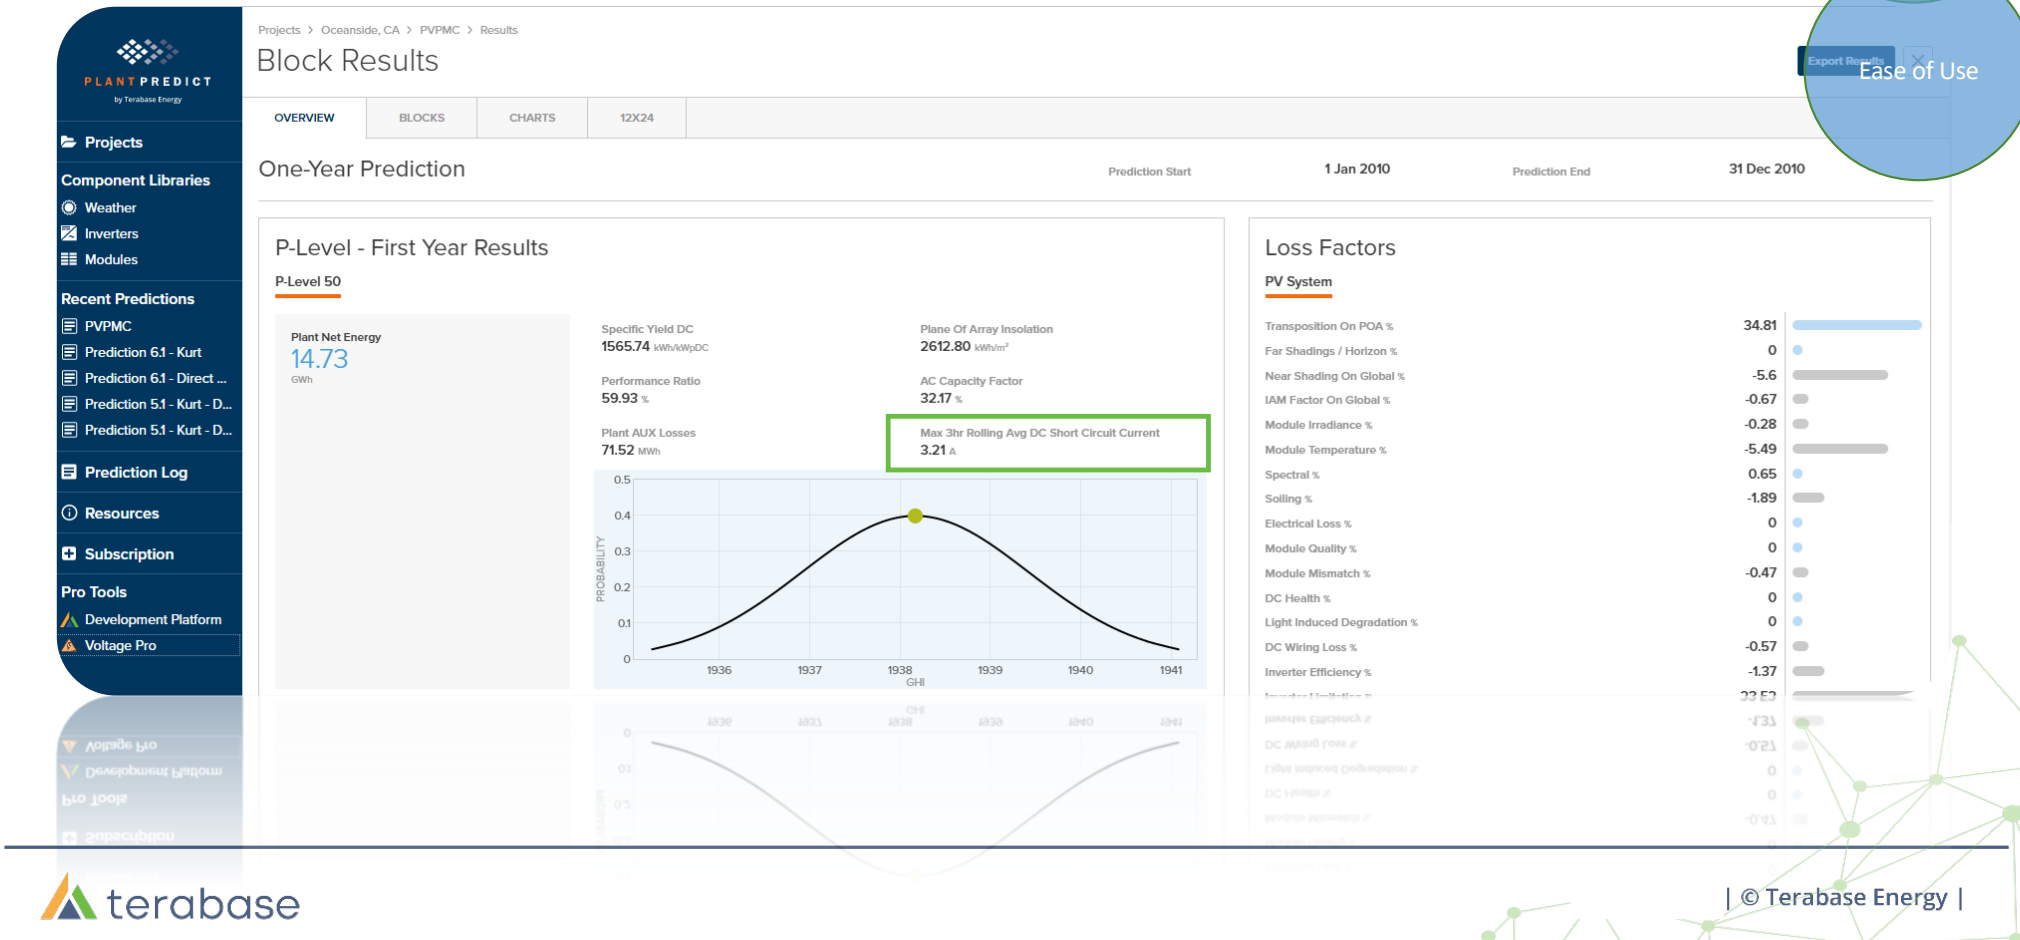 Projects > Oceanside, CA > PVPMC > Results
Block Results
Export Results
Ease of Use
PLANTPREDICT
by Terabase Energy
OVERVIEW
BLOCKS
CHARTS
12X24
Projects
Component Libraries
Weather
Inverters
Modules
Recent Predictions
PVPMC
Prediction 6.1 - Kurt
Prediction 6.1 - Direct ...
Prediction 5.1 - Kurt - D...
Prediction 5.1 - Kurt - D...
Prediction Log
Resources
Subscription
Pro Tools
Development Platform
Voltage Pro
One-Year Prediction
Prediction Start
1 Jan 2010
Prediction End
31 Dec 2010
P-Level - First Year Results
P-Level 50
Plant Net Energy
14.73
GWh
Specific Yield DC
1565.74 kWh/kWpDC
Plane Of Array Insolation
2612.80 kWh/m²
Performance Ratio
59.93 %
AC Capacity Factor
32.17 %
Plant AUX Losses
71.52 MWh
Max 3hr Rolling Avg DC Short Circuit Current
3.21 A
0.5
0.4
0.3
0.2
0.1
0
PROBABILITY
1936 1937 1938 1939 1940 1941
GHI
Loss Factors
PV System
Transposition On POA % 34.81
Far Shadings / Horizon % 0
Near Shading On Global % -5.6
IAM Factor On Global % -0.67
Module Irradiance % -0.28
Module Temperature % -5.49
Spectral % 0.65
Soiling % -1.89
Electrical Loss % 0
Module Quality % 0
Module Mismatch % -0.47
DC Health % 0
Light Induced Degradation % 0
DC Wiring Loss % -0.57
Inverter Efficiency % -1.37
terabase
| © Terabase Energy |